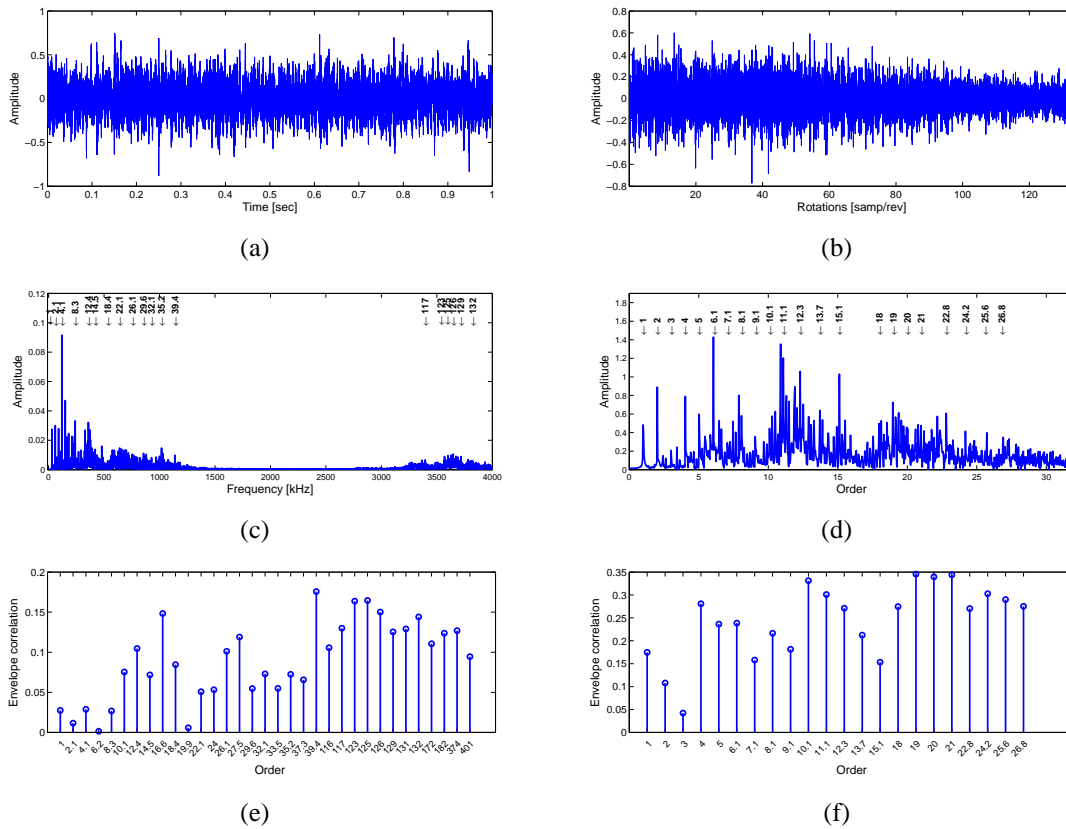 1
0.5
0
−0.5
−1
Amplitude
0 0.1 0.2 0.3 0.4 0.5 0.6 0.7 0.8 0.9 1
Time [sec]
(a)
0.8
0.6
0.4
0.2
0
−0.2
−0.4
−0.6
−0.8
Amplitude
20 40 60 80 100 120
Rotations [samp/rev]
(b)
2.1 4.1 8.3 12.4 14.5 18.4 22.1 26.1 29.6 32.1 35.2 39.4 117 123 125 126 129 132
0.12
0.1
0.08
0.06
0.04
0.02
0
Amplitude
0 500 1000 1500 2000 2500 3000 3500 4000
Frequency [kHz]
(c)
1 2 3 4 5 6.1 7.1 8.1 9.1 10.1 11.1 12.3 13.7 15.1 18 19 20 21 22.8 24.2 25.6 26.8
1.8
1.6
1.4
1.2
1.0
0.8
0.6
0.4
0.2
0
Amplitude
0 5 10 15 20 25 30
Order
(d)
0.2
0.15
0.1
0.05
0
Envelope correlation
1 2.1 4.1 6.2 8.3 10.1 12.4 14.5 16.6 18.4 19.9 22.1 24 26.1 27.5 29.6 32.1 33.5 35.2 37.3 39.4 116 117 123 125 126 129 131 132 172 182 374 401
Order
(e)
0.35
0.3
0.25
0.2
0.15
0.1
0.05
0
Envelope correlation
1 2 3 4 5 6.1 7.1 8.1 9.1 10.1 11.1 12.3 13.7 15.1 18 19 20 21 22.8 24.2 25.6 26.8
Order
(f)